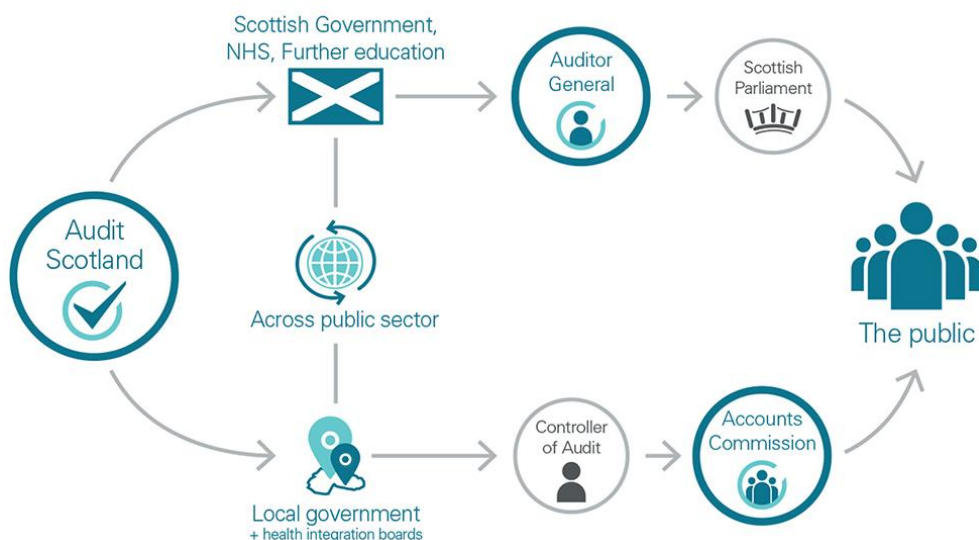 Scottish Government,
NHS, Further education
Auditor
General
Scottish
Parliament
Audit
Scotland
Across public sector
The public
Local government
+ health integration boards
Controller
of Audit
Accounts
Commission